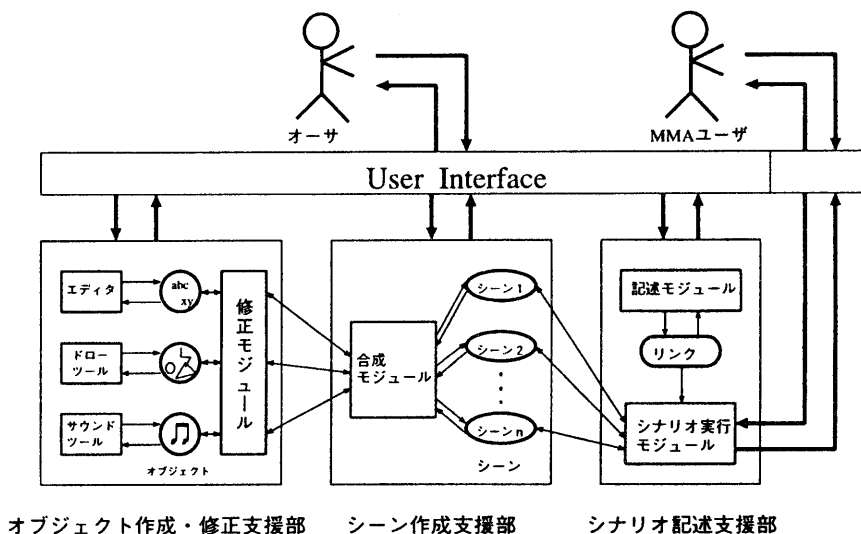 オーサ
MMAユーザ
User Interface
エディタ
abc
xy
ドロー
ツール
サウンド
ツール
オブジェクト
修正モジュール
合成
モジュール
シーン1
シーン2
シーンn
シーン
記述モジュール
リンク
シナリオ実行
モジュール
オブジェクト作成・修正支援部
シーン作成支援部
シナリオ記述支援部